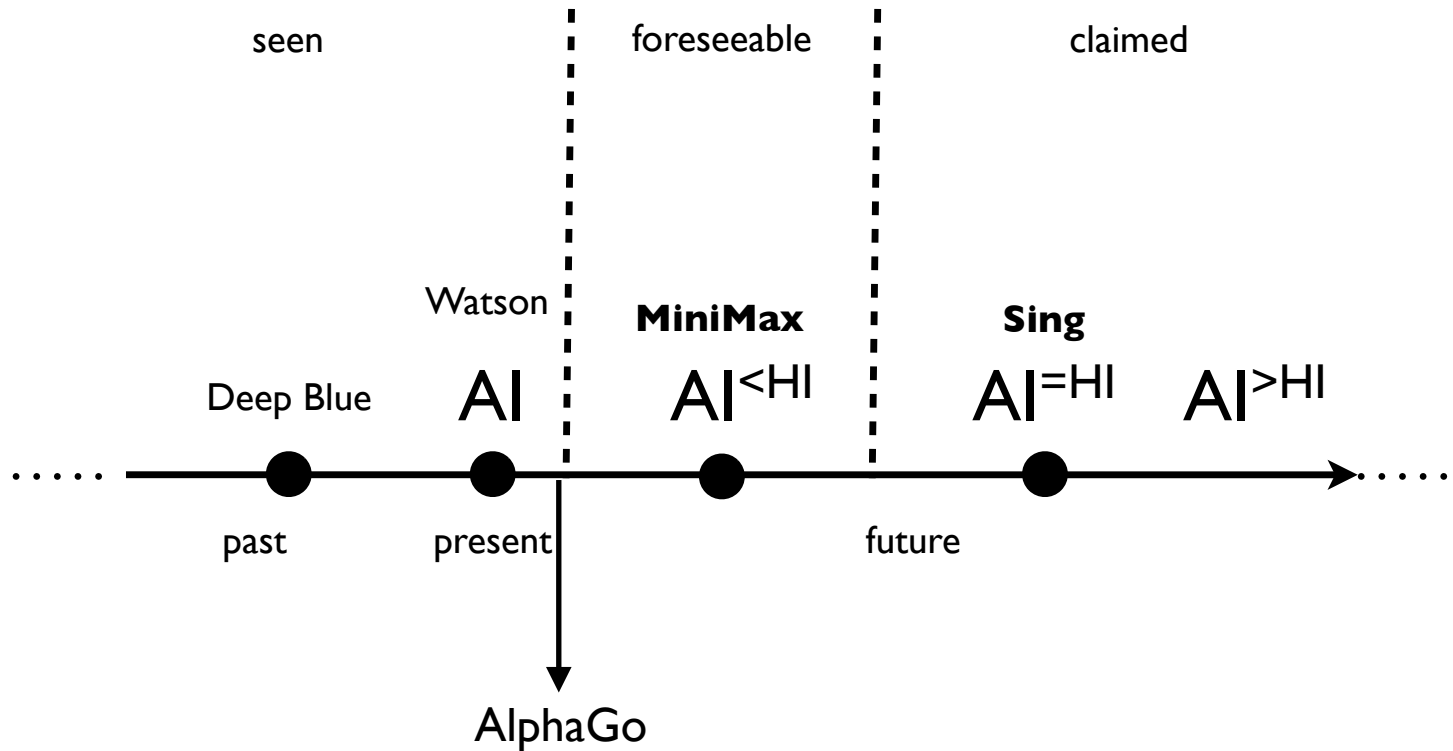 seen foreseeable claimed
Watson
MiniMax Sing
Deep Blue AI AI<HI AI=HI AI>HI
..... .....
past present future
AlphaGo